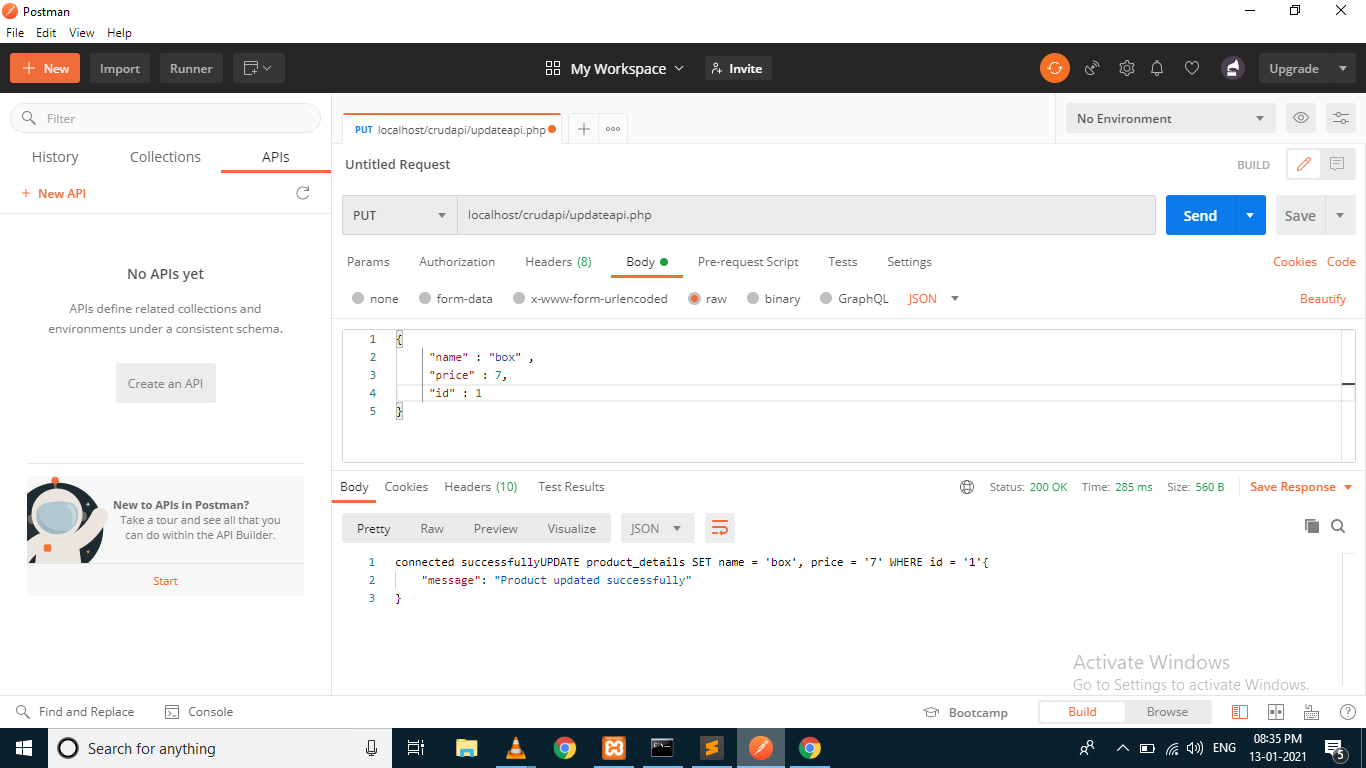 Postman
File Edit View Help
+ New Import Runner My Workspace Invite Upgrade
Filter
History Collections APIs
+ New API
No APIs yet
APIs define related collections and
environments under a consistent schema.
Create an API
New to APIs in Postman?
Take a tour and see all that you
can do within the API Builder.
Start
PUT localhost/crudapi/updateapi.php
No Environment
Untitled Request
BUILD
PUT localhost/crudapi/updateapi.php Send Save
Params Authorization Headers (8) Body Pre-request Script Tests Settings Cookies Code
none form-data x-www-form-urlencoded raw binary GraphQL JSON Beautify
1 {
2 "name" : "box" ,
3 "price" : 7,
4 "id" : 1
5 }
Body Cookies Headers (10) Test Results Status: 200 OK Time: 285 ms Size: 560 B Save Response
Pretty Raw Preview Visualize JSON
1 connected successfullyUPDATE product_details SET name = 'box', price = '7' WHERE id = '1'{
2 "message": "Product updated successfully"
3 }
Activate Windows
Go to Settings to activate Windows.
Find and Replace Console Bootcamp Build Browse
Search for anything
ENG
08:35 PM
13-01-2021
5